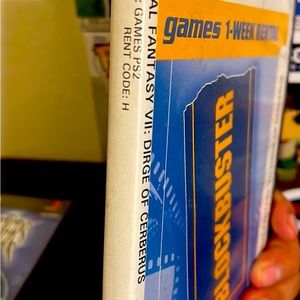 games 1-WEEK RENTAL
BLOCKBUSTER
AL FANTASY VII: DIRGE OF CERBERUS
: GAMES PS2
RENT CODE: H